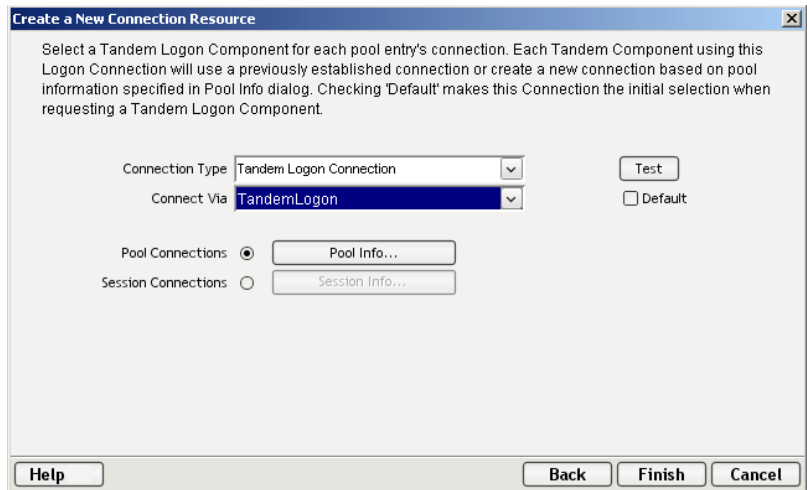 Create a New Connection Resource
Select a Tandem Logon Component for each pool entry's connection. Each Tandem Component using this
Logon Connection will use a previously established connection or create a new connection based on pool
information specified in Pool Info dialog. Checking 'Default' makes this Connection the initial selection when
requesting a Tandem Logon Component.
Connection Type Tandem Logon Connection Test
Connect Via TandemLogon Default
Pool Connections Pool Info...
Session Connections Session Info...
Help Back Finish Cancel